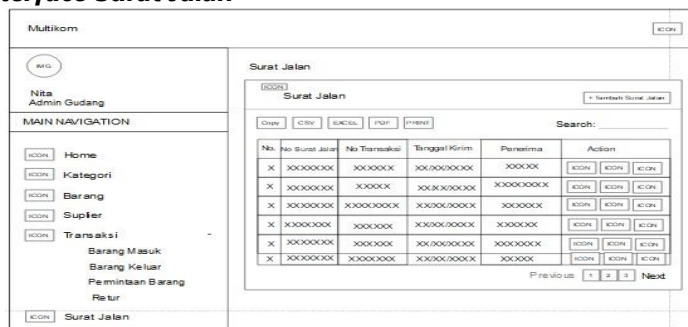 terface Surat Jalan
Multikom
ICON
IMG
Nita
Admin Gudang
MAIN NAVIGATION
ICON Home
ICON Kategori
ICON Barang
ICON Suplier
ICON Transaksi -
Barang Masuk
Barang Keluar
Permintaan Barang
Retur
ICON Surat Jalan
Surat Jalan
ICON
Surat Jalan
+ Tambah Surat Jalan
Copy CSV EXCEL PDF PRINT
Search:
No. No Surat Jalan No Transaksi Tanggal Kirim Penerima Action
X XXXXXXX XXXXXX XX/XX/XXXX XXXXX ICON ICON ICON
X XXXXXXX XXXXX XX/XX/XXXX XXXXXXXX ICON ICON ICON
X XXXXXXX XXXXXXXX XX/XX/XXXX XXXXXX ICON ICON ICON
X XXXXXXX XXXXXX XX/XX/XXXX XXXXXX ICON ICON ICON
X XXXXXXX XXXXXX XX/XX/XXXX XXXXXXX ICON ICON ICON
X XXXXXXX XXXXXXX XX/XX/XXXX XXXXX ICON ICON ICON
Previous 1 2 3 Next